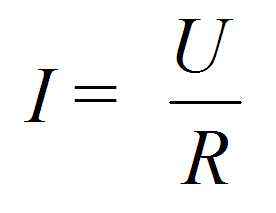 I = U/R